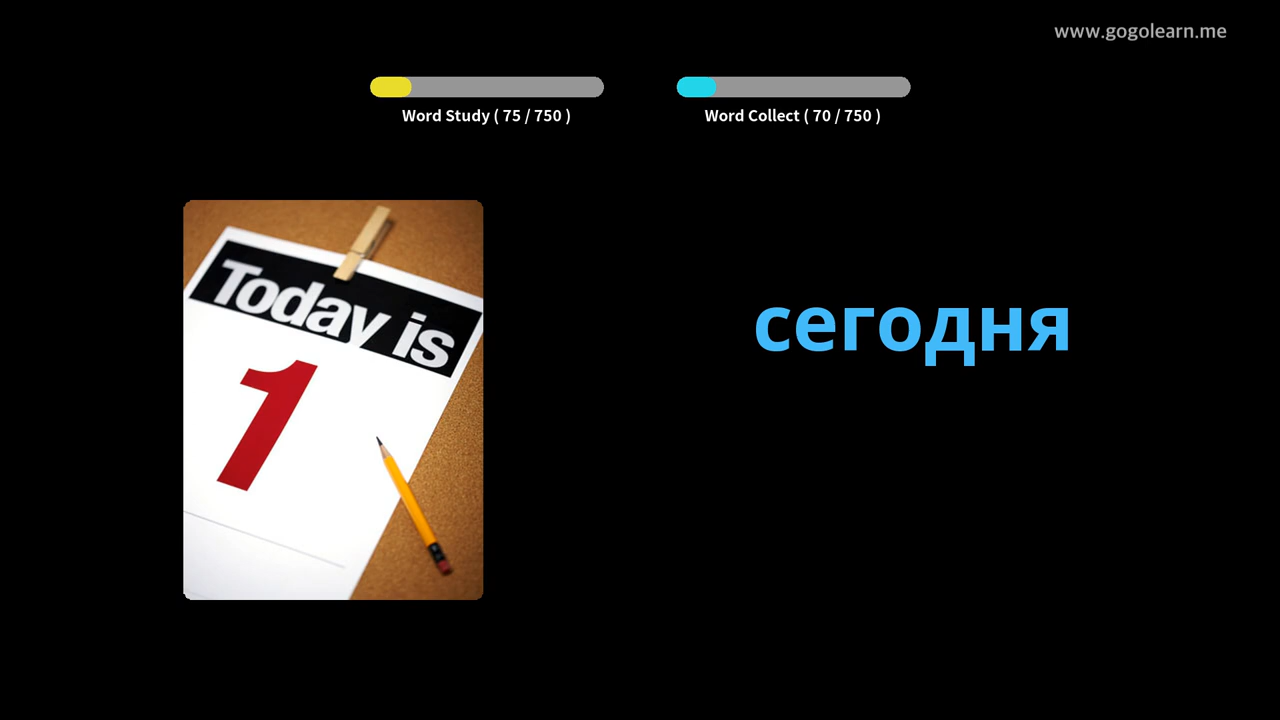 www.gogolearn.me
Word Study ( 75 / 750 )
Word Collect ( 70 / 750 )
Today is
1
сегодня